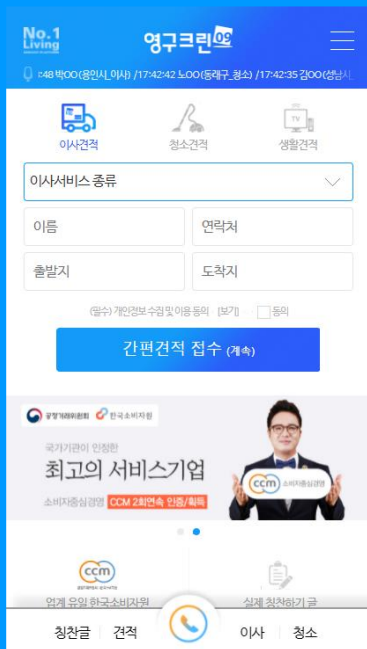 No.1
Living
영구크린09
:48 박OO(용인시_이사) /17:42:42 노OO(동래구_청소) /17:42:35 김OO(성남시_
이사견적 청소견적 생활견적
이사서비스 종류
이름 연락처
출발지 도착지
(필수) 개인정보 수집 및 이용 동의 [보기] 동의
간편견적 접수 (계속)
공정거래위원회 한국소비자원
국가기관이 인정한
최고의 서비스기업
소비자중심경영 CCM 2회연속 인증/획득
ccm 소비자중심경영
ccm
업계 유일 한국소비자원 실제 칭찬하기 글
칭찬글 견적 이사 청소